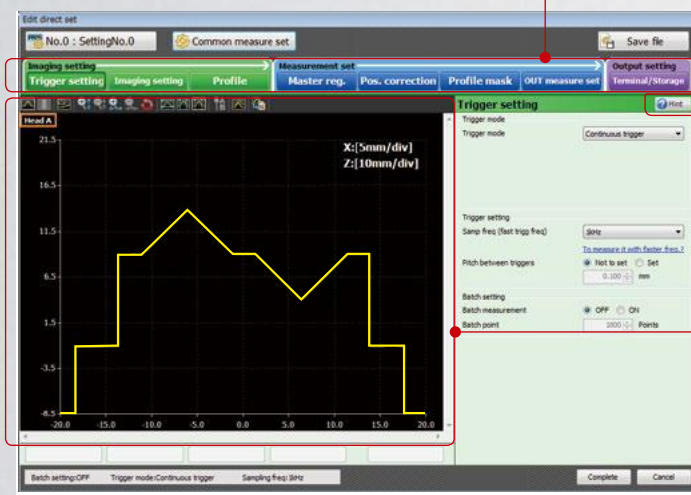 Edit direct set
No.0 : SettingNo.0
Common measure set
Save file
Imaging setting
Measurement set
Output setting
Trigger setting
Imaging setting
Profile
Master reg.
Pos. correction
Profile mask
OUT measure set
Terminal/Storage
Trigger setting
Hint
Head A
X:[5mm/div]
Z:[10mm/div]
21.5
16.5
11.5
6.5
1.5
-3.5
-8.5
-20.0 -15.0 -10.0 -5.0 0.0 5.0 10.0 15.0 20.0
Trigger mode
Trigger mode
Continuous trigger
Trigger setting
Samp freq (fast trigg freq)
1kHz
To measure it with faster freq.?
Pitch between triggers
Not to set
Set
0.100 mm
Batch setting
Batch measurement
OFF
ON
Batch point
1000 Points
Batch setting:OFF
Trigger mode:Continuous trigger
Sampling freq:1kHz
Complete
Cancel